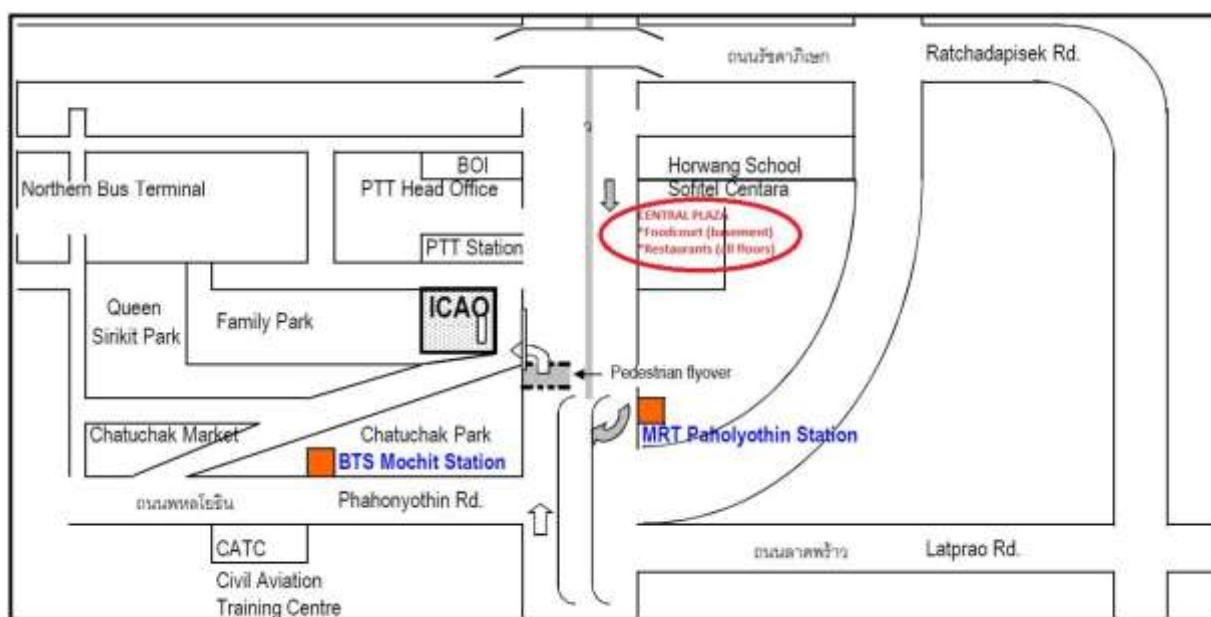 ถนนรัชดาภิเษก
Ratchadapisek Rd.
BOI
Horwang School
Northern Bus Terminal
PTT Head Office
Sofitel Centara
CENTRAL PLAZA
*Foodcourt (basement)
*Restaurants (all floors)
PTT Station
ICAO
Queen
Sirikit Park
Family Park
Pedestrian flyover
Chatuchak Market
Chatuchak Park
MRT Paholyothin Station
BTS Mochit Station
ถนนพหลโยธิน
Phahonyothin Rd.
CATC
Civil Aviation
Training Centre
ถนนลาดพร้าว
Latprao Rd.